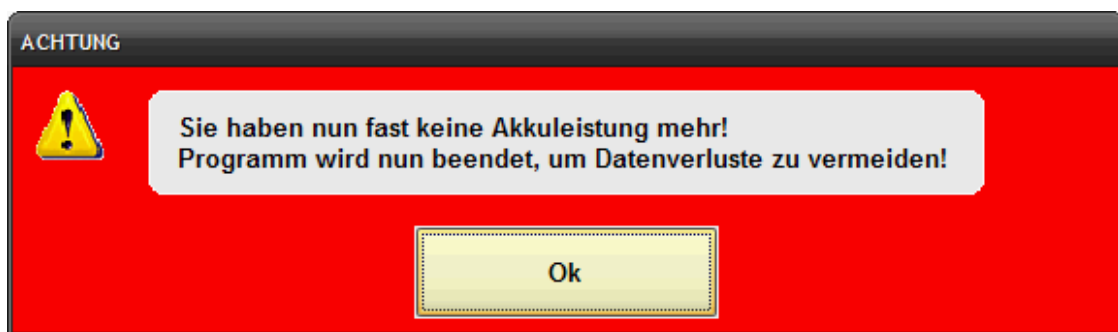 ACHTUNG
Sie haben nun fast keine Akkuleistung mehr!
Programm wird nun beendet, um Datenverluste zu vermeiden!
Ok